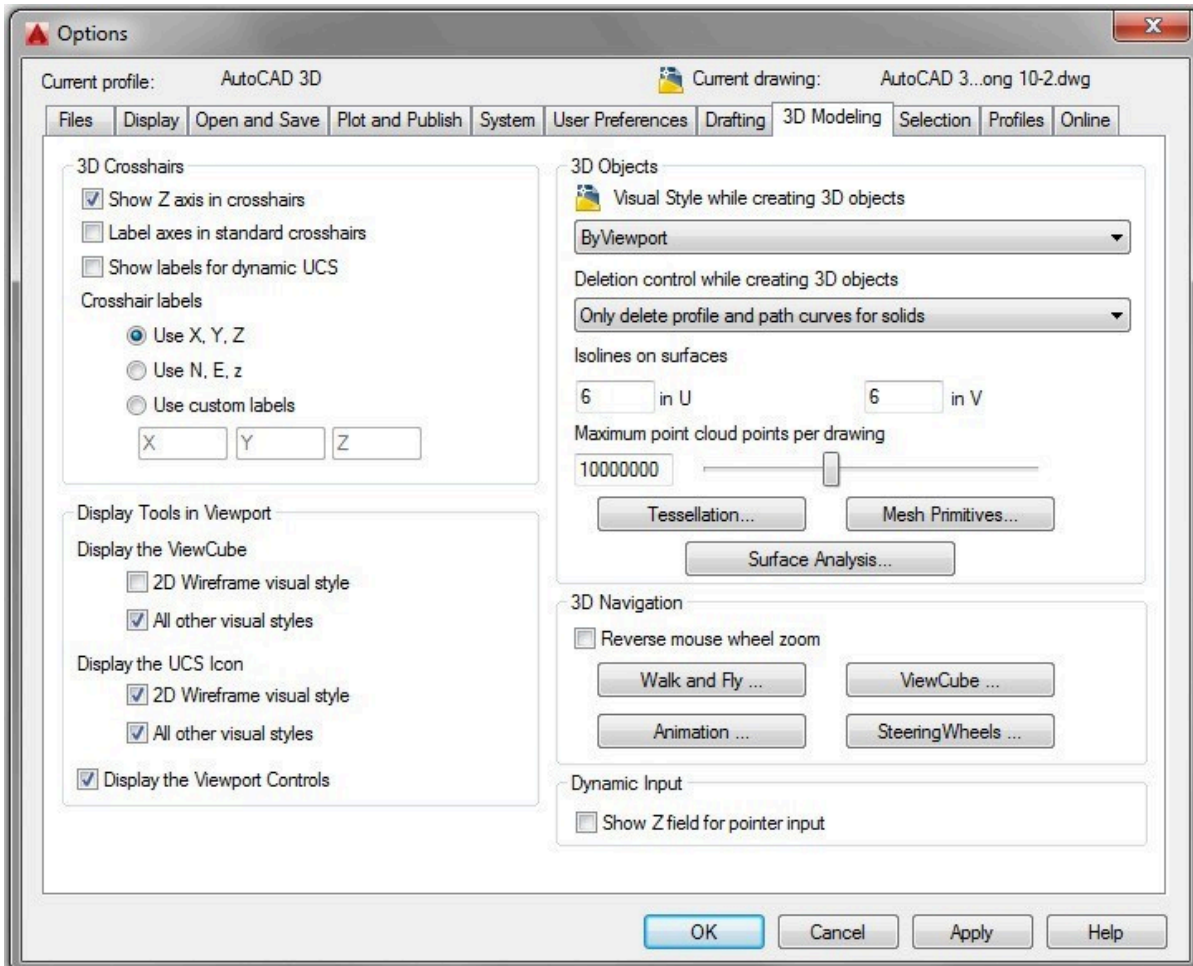 Options
Current profile: AutoCAD 3D Current drawing: AutoCAD 3...ong 10-2.dwg
Files Display Open and Save Plot and Publish System User Preferences Drafting 3D Modeling Selection Profiles Online
3D Crosshairs
Show Z axis in crosshairs
Label axes in standard crosshairs
Show labels for dynamic UCS
Crosshair labels
Use X, Y, Z
Use N, E, z
Use custom labels
X Y Z
Display Tools in Viewport
Display the ViewCube
2D Wireframe visual style
All other visual styles
Display the UCS Icon
2D Wireframe visual style
All other visual styles
Display the Viewport Controls
3D Objects
Visual Style while creating 3D objects
ByViewport
Deletion control while creating 3D objects
Only delete profile and path curves for solids
Isolines on surfaces
6 in U 6 in V
Maximum point cloud points per drawing
10000000
Tessellation... Mesh Primitives...
Surface Analysis...
3D Navigation
Reverse mouse wheel zoom
Walk and Fly ... ViewCube ...
Animation ... SteeringWheels ...
Dynamic Input
Show Z field for pointer input
OK Cancel Apply Help